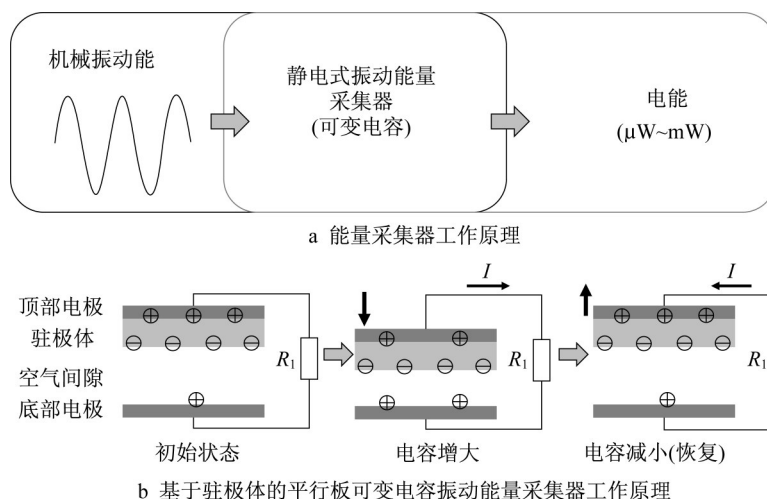 机械振动能
静电式振动能量
采集器
(可变电容)
电能
(μW~mW)
a 能量采集器工作原理
顶部电极
驻极体
空气间隙
底部电极
R₁
I
R₁
I
R₁
初始状态
电容增大
电容减小(恢复)
b 基于驻极体的平行板可变电容振动能量采集器工作原理